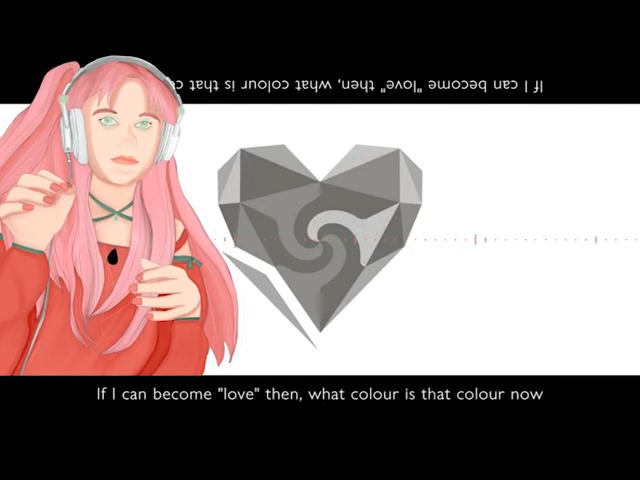 If I can become "love" then, what colour is that c
If I can become "love" then, what colour is that colour now